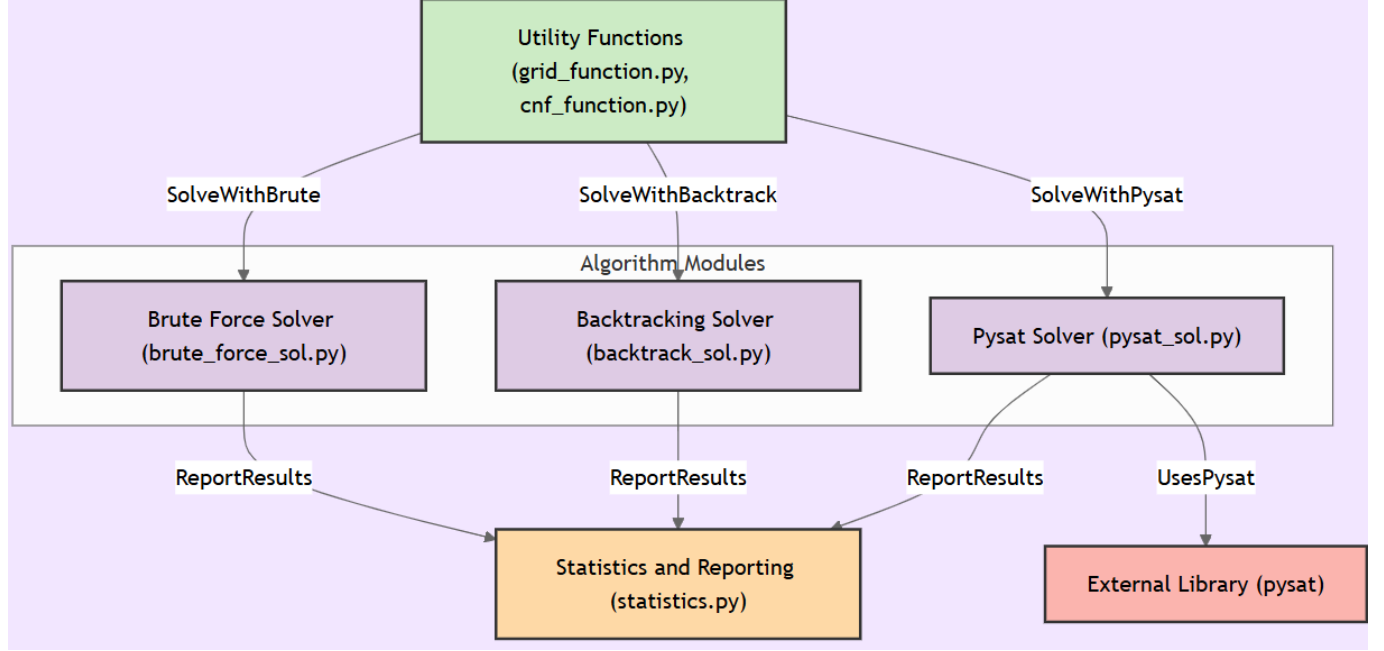 Utility Functions
(grid_function.py,
cnf_function.py)
SolveWithBrute
SolveWithBacktrack
SolveWithPysat
Algorithm Modules
Brute Force Solver
(brute_force_sol.py)
Backtracking Solver
(backtrack_sol.py)
Pysat Solver (pysat_sol.py)
ReportResults
ReportResults
ReportResults
UsesPysat
Statistics and Reporting
(statistics.py)
External Library (pysat)